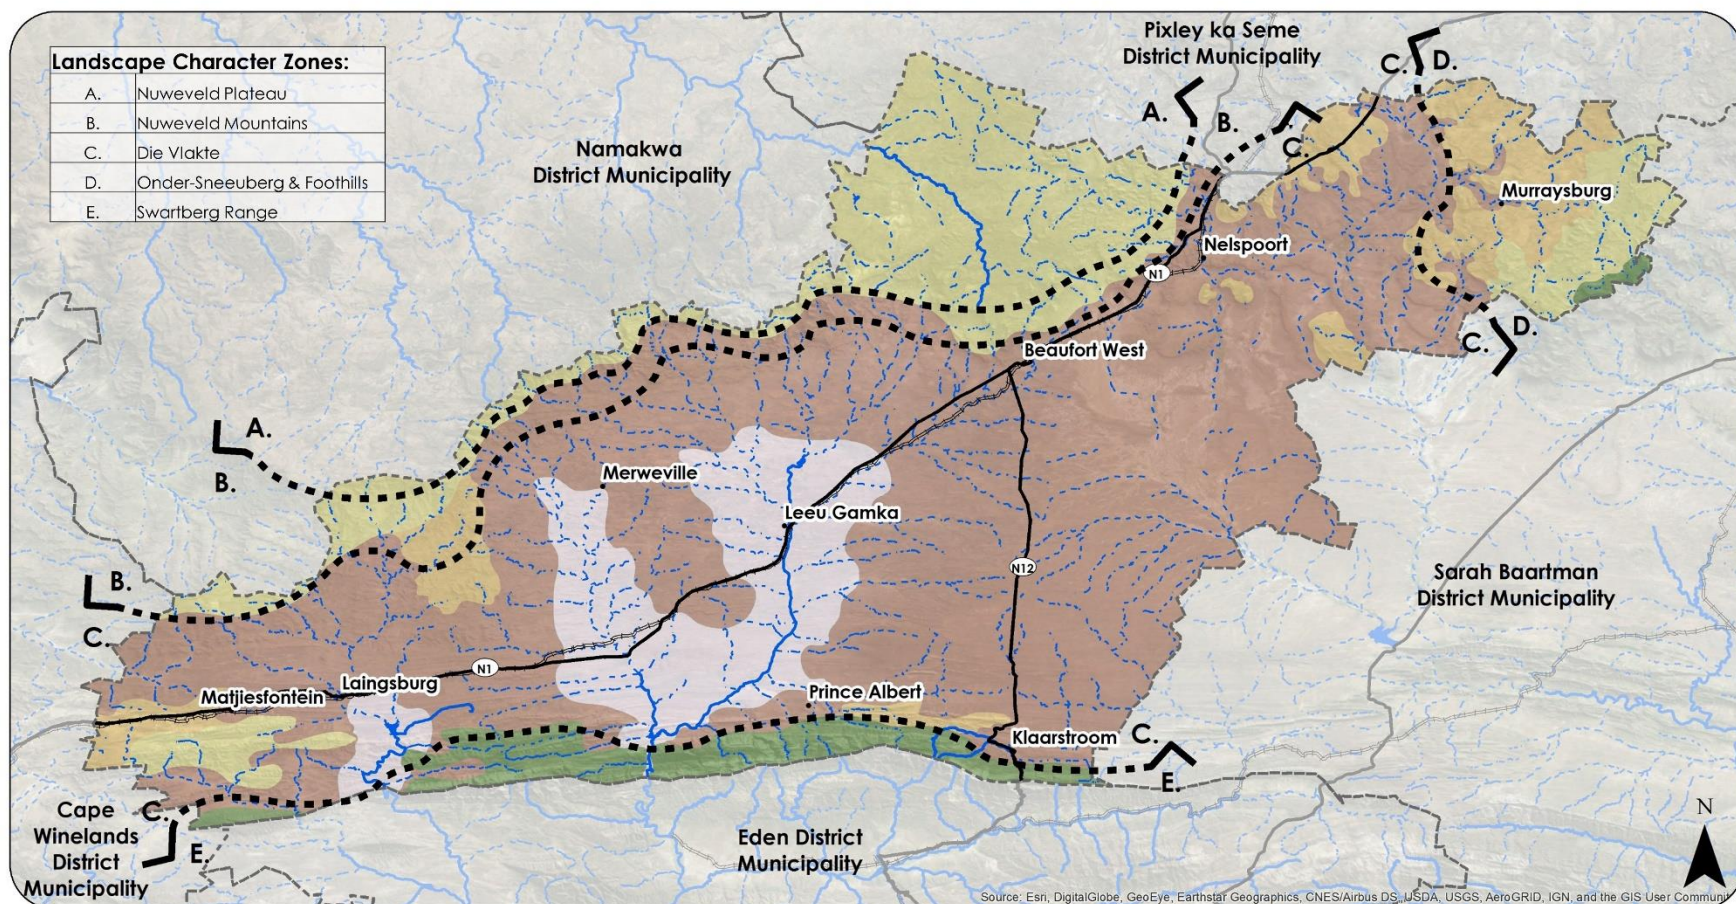 Landscape Character Zones:
A. Nuweveld Plateau
B. Nuweveld Mountains
C. Die Vlakte
D. Onder-Sneeuberg & Foothills
E. Swartberg Range
Pixley ka Seme
District Municipality
C.
D.
A.
B.
C.
Namakwa
District Municipality
Murraysburg
Nelspoort
N1
D.
C.
Beaufort West
A.
B.
Merweville
Leeu Gamka
N12
Sarah Baartman
District Municipality
B.
C.
N1
Laingsburg
Matjiesfontein
Prince Albert
Klaarstroom
C.
E.
C.
E.
Cape
Winelands
District
Municipality
Eden District
Municipality
N
Source: Esri, DigitalGlobe, GeoEye, Earthstar Geographics, CNES/Airbus DS, USDA, USGS, AeroGRID, IGN, and the GIS User